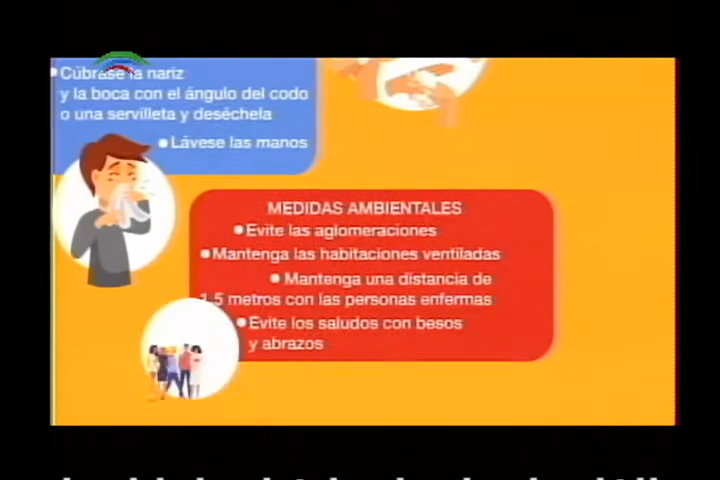 Cúbrase la nariz
y la boca con el ángulo del codo
o una servilleta y deséchela
Lávese las manos
MEDIDAS AMBIENTALES
Evite las aglomeraciones
Mantenga las habitaciones ventiladas
Mantenga una distancia de
1,5 metros con las personas enfermas
Evite los saludos con besos
y abrazos